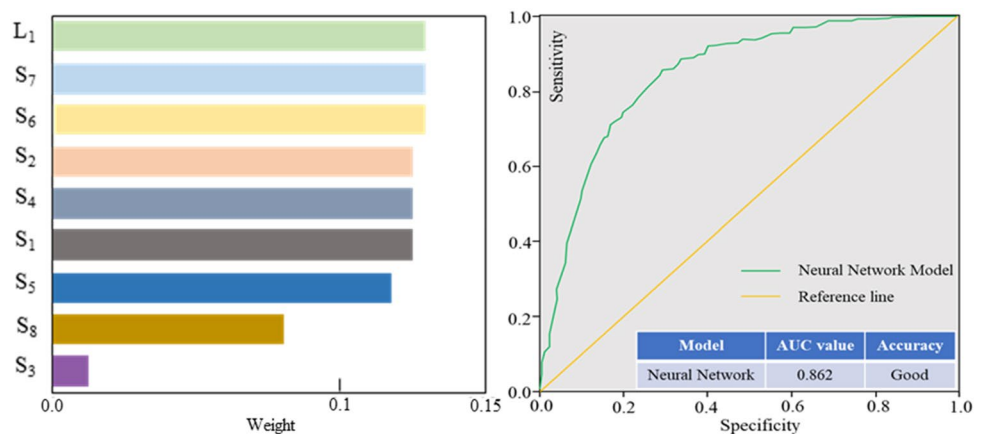 L₁
S₇
S₆
S₂
S₄
S₁
S₅
S₈
S₃
0.0 0.1 0.15
Weight
Sensitivity
1.0
0.8
0.6
0.4
0.2
0.0
Neural Network Model
Reference line
Model AUC value Accuracy
Neural Network 0.862 Good
0.0 0.2 0.4 0.6 0.8 1.0
Specificity